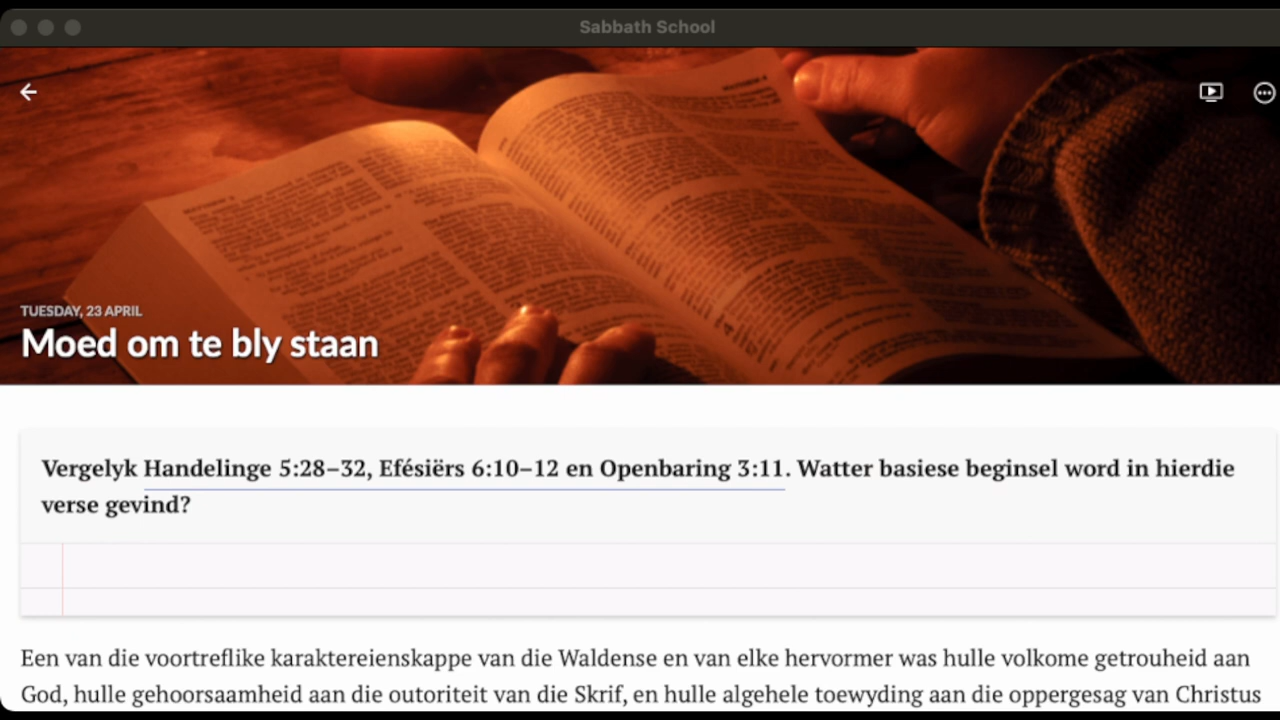 Sabbath School
TUESDAY, 23 APRIL
Moed om te bly staan
Vergelyk Handelinge 5:28–32, Efésiërs 6:10–12 en Openbaring 3:11. Watter basiese beginsel word in hierdie
verse gevind?
Een van die voortreflike karaktereienskappe van die Waldense en van elke hervormer was hulle volkome getrouheid aan
God, hulle gehoorsaamheid aan die outoriteit van die Skrif, en hulle algehele toewyding aan die oppergesag van Christus